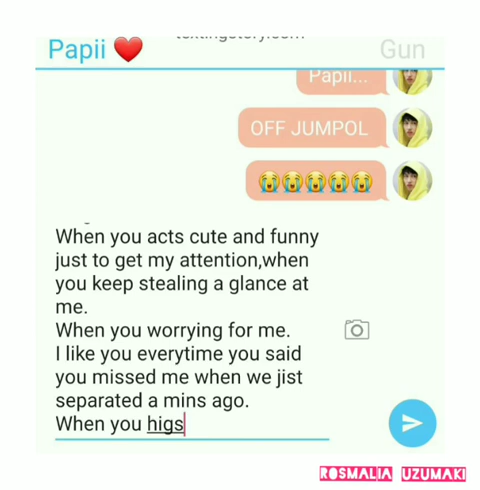 Papii ❤️
Gun
Papii...
OFF JUMPOL
😭😭😭😭😭
When you acts cute and funny
just to get my attention,when
you keep stealing a glance at
me.
When you worrying for me.
I like you everytime you said
you missed me when we jist
separated a mins ago.
When you higs
ROSMALIA UZUMAKI